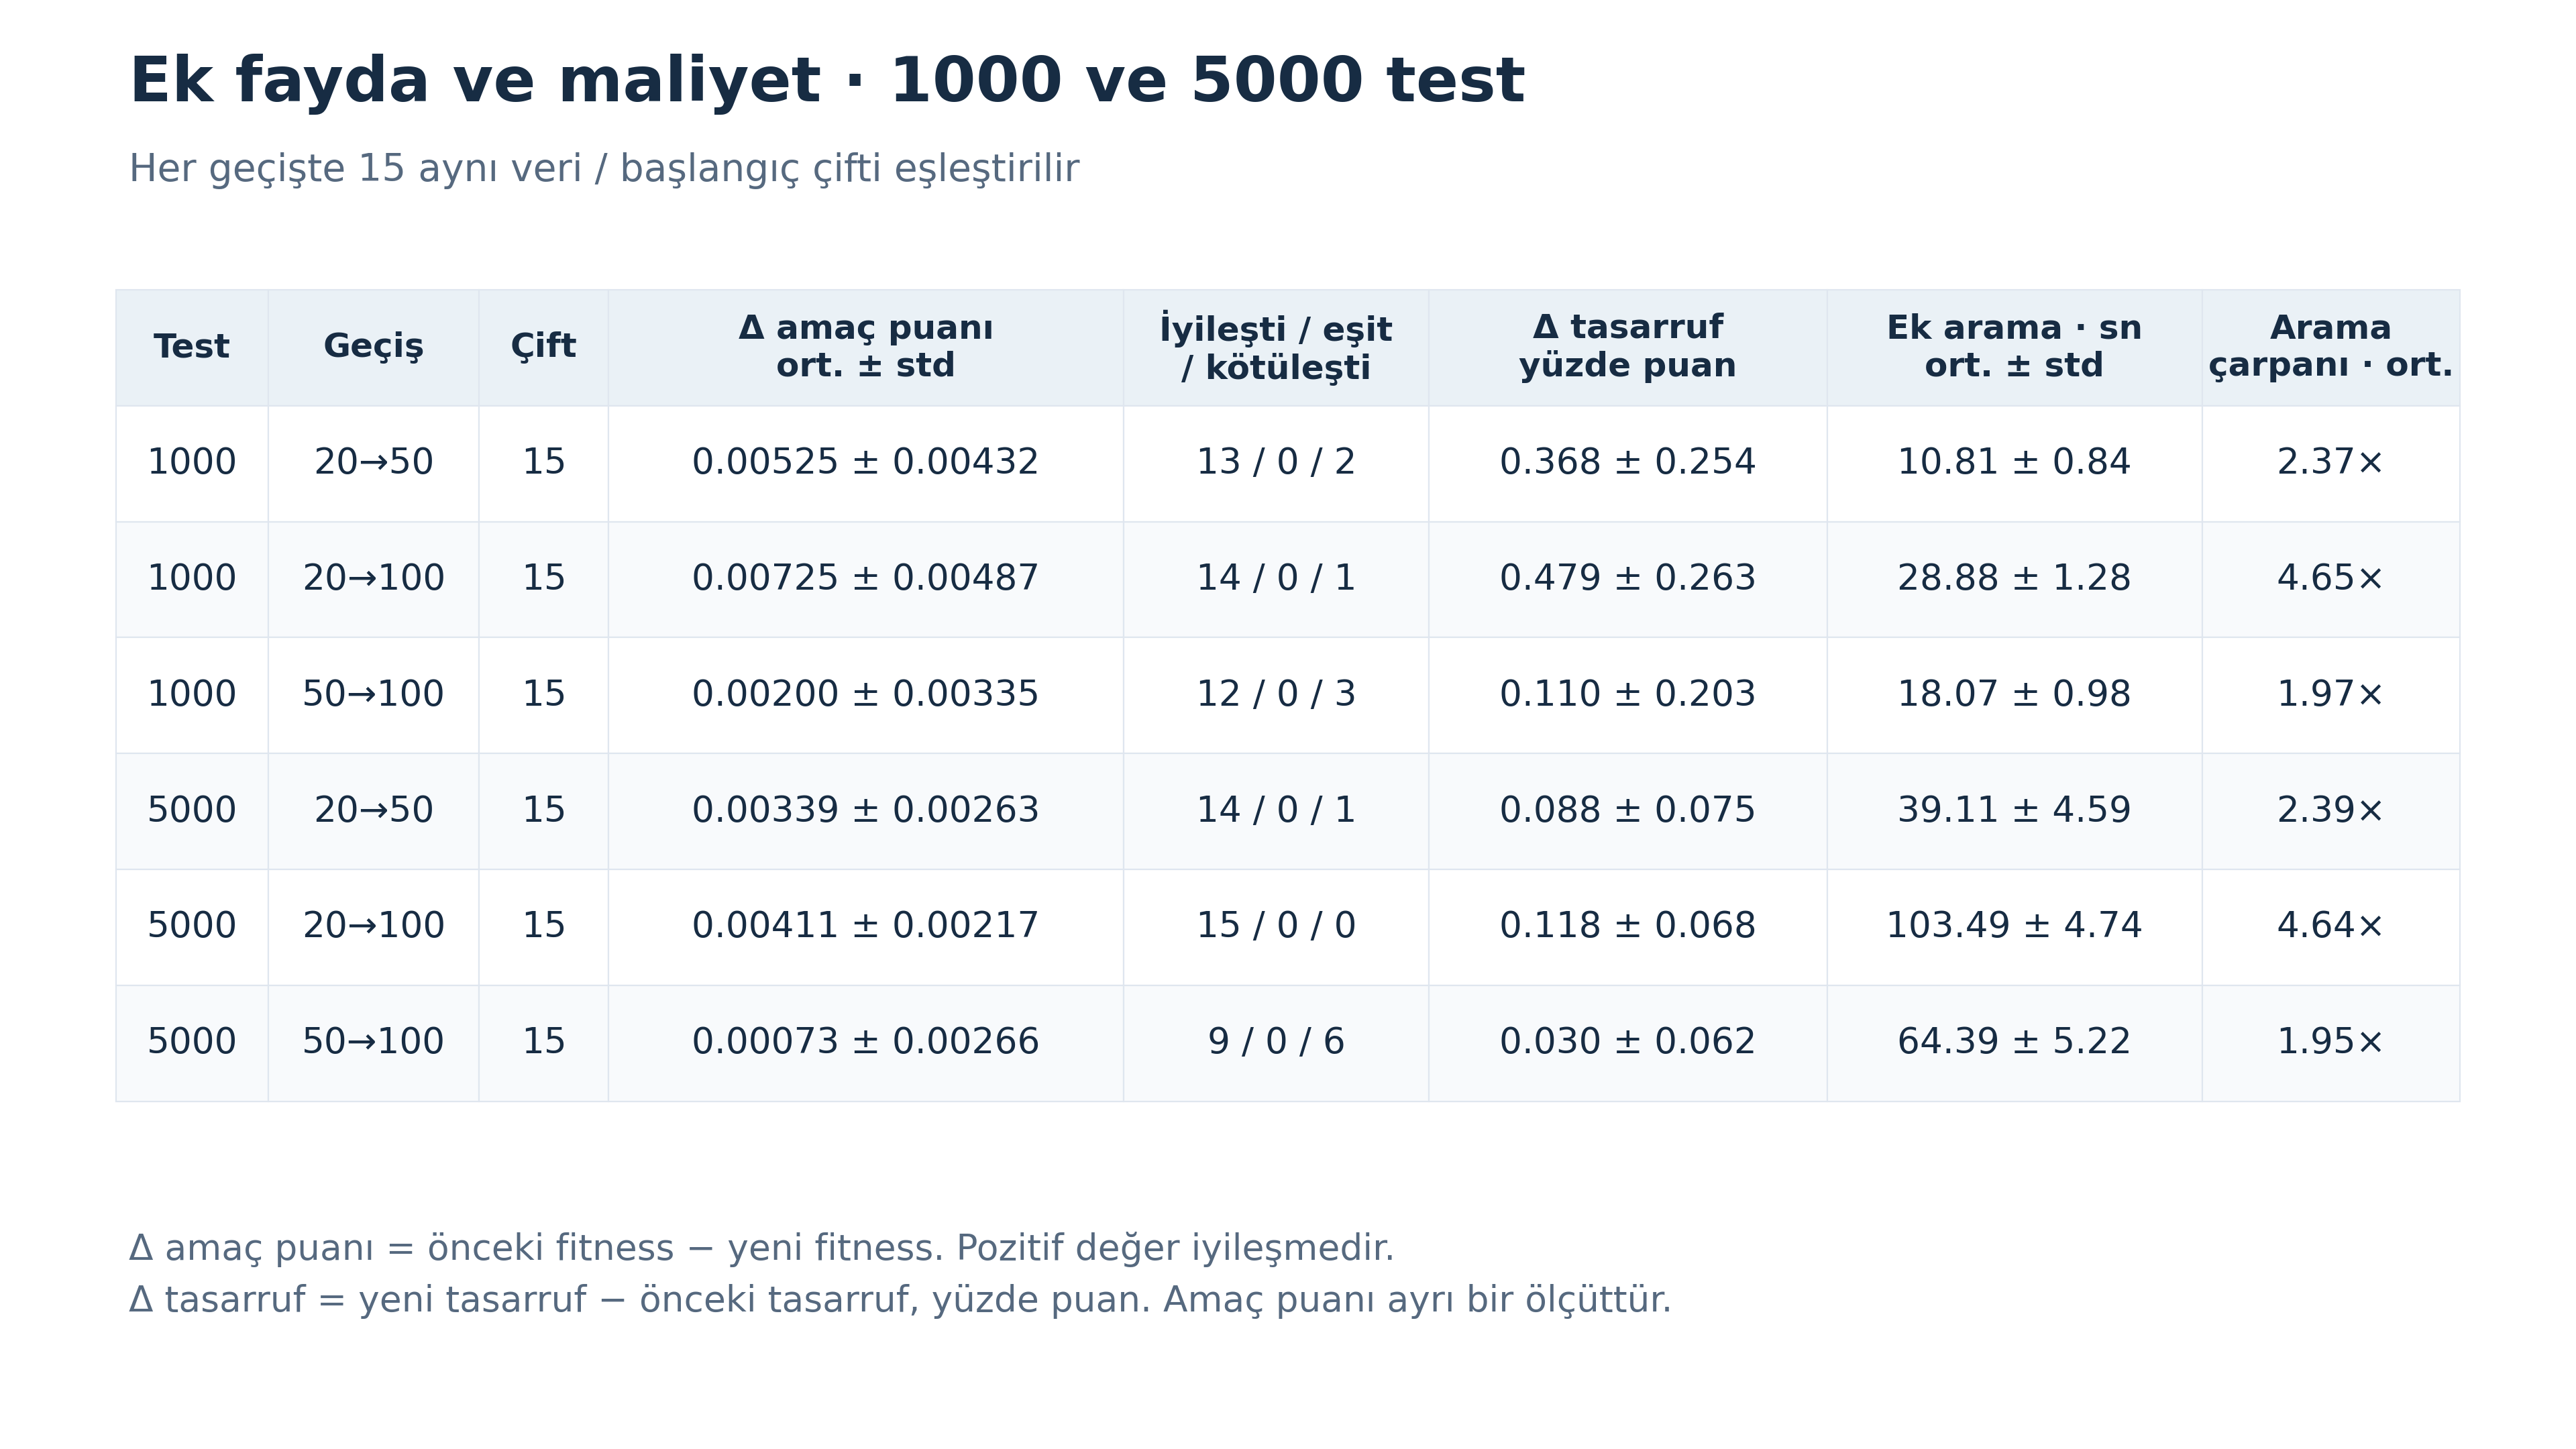 Ek fayda ve maliyet · 1000 ve 5000 test
Her geçişte 15 aynı veri / başlangıç çifti eşleştirilir
Test Geçiş Çift Δ amaç puanı ort. ± std İyileşti / eşit / kötüleşti Δ tasarruf yüzde puan Ek arama · sn ort. ± std Arama çarpanı · ort.
1000 20→50 15 0.00525 ± 0.00432 13 / 0 / 2 0.368 ± 0.254 10.81 ± 0.84 2.37×
1000 20→100 15 0.00725 ± 0.00487 14 / 0 / 1 0.479 ± 0.263 28.88 ± 1.28 4.65×
1000 50→100 15 0.00200 ± 0.00335 12 / 0 / 3 0.110 ± 0.203 18.07 ± 0.98 1.97×
5000 20→50 15 0.00339 ± 0.00263 14 / 0 / 1 0.088 ± 0.075 39.11 ± 4.59 2.39×
5000 20→100 15 0.00411 ± 0.00217 15 / 0 / 0 0.118 ± 0.068 103.49 ± 4.74 4.64×
5000 50→100 15 0.00073 ± 0.00266 9 / 0 / 6 0.030 ± 0.062 64.39 ± 5.22 1.95×
Δ amaç puanı = önceki fitness − yeni fitness. Pozitif değer iyileşmedir.
Δ tasarruf = yeni tasarruf − önceki tasarruf, yüzde puan. Amaç puanı ayrı bir ölçüttür.